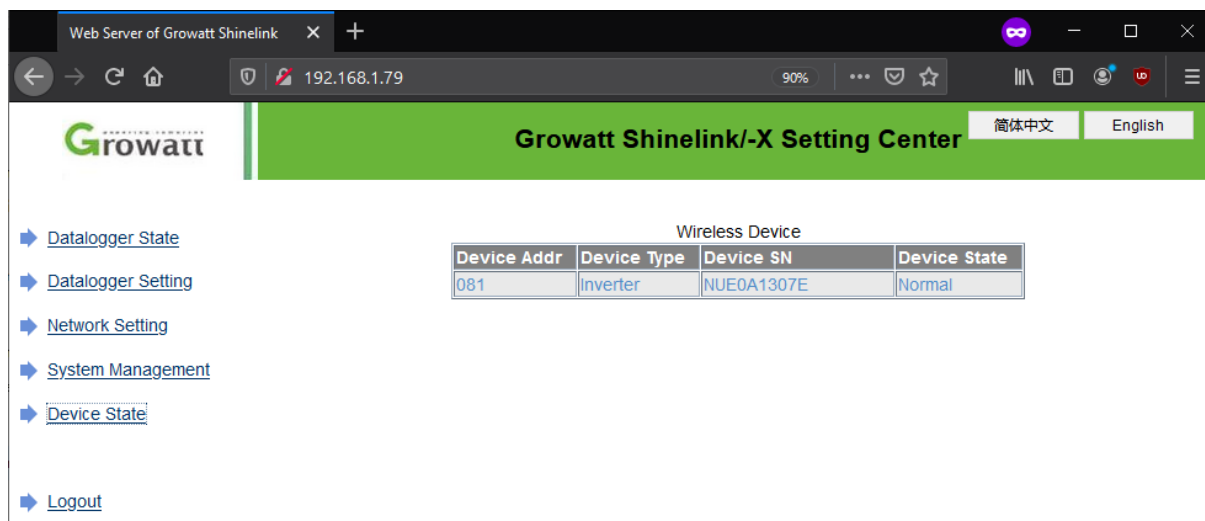 Web Server of Growatt Shinelink
192.168.1.79
90%
Growatt
Growatt Shinelink/-X Setting Center
简体中文
English
Datalogger State
Datalogger Setting
Network Setting
System Management
Device State
Logout
Wireless Device
Device Addr Device Type Device SN Device State
081 Inverter NUE0A1307E Normal